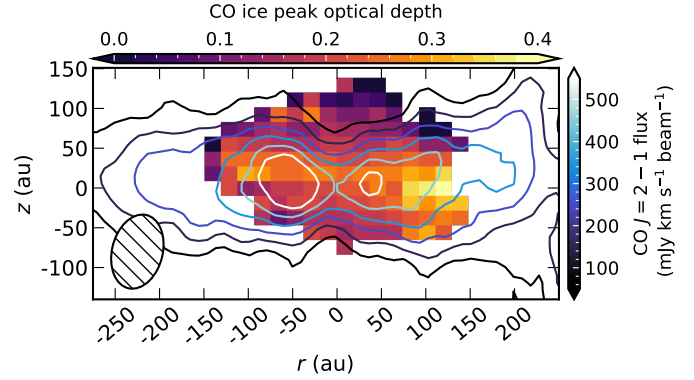 CO ice peak optical depth
0.0 0.1 0.2 0.3 0.4
150
100
50
0
-50
-100
z (au)
-250 -200 -150 -100 -50 0 50 100 150 200
r (au)
500
400
300
200
100
CO J = 2 − 1 flux
(mJy km s⁻¹ beam⁻¹)